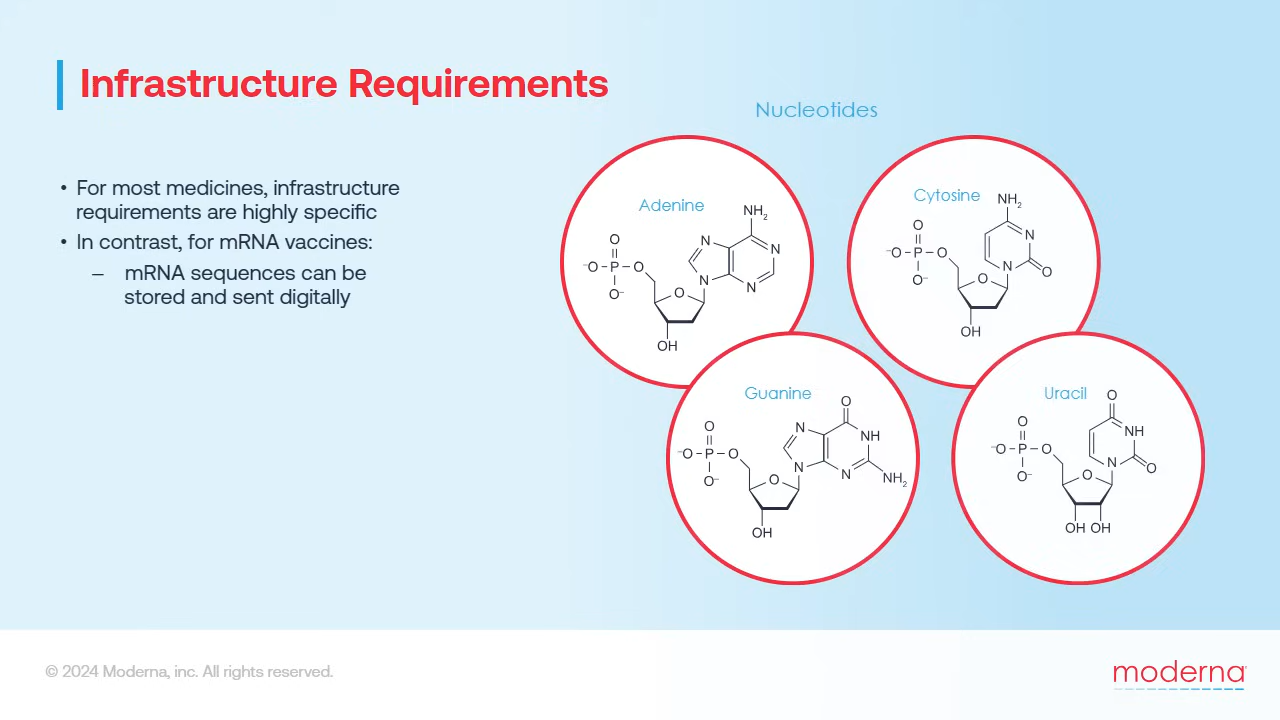 Infrastructure Requirements
Nucleotides
• For most medicines, infrastructure
requirements are highly specific
• In contrast, for mRNA vaccines:
– mRNA sequences can be
stored and sent digitally
Adenine
NH₂
N
N
N
N
O
⁻O
P
O
O⁻
O
OH
Cytosine
NH₂
N
N
O
O
⁻O
P
O
O⁻
O
OH
Guanine
O
N
NH
N
N
NH₂
O
⁻O
P
O
O⁻
O
OH
Uracil
O
NH
N
O
O
⁻O
P
O
O⁻
O
OH OH
© 2024 Moderna, inc. All rights reserved.
moderna